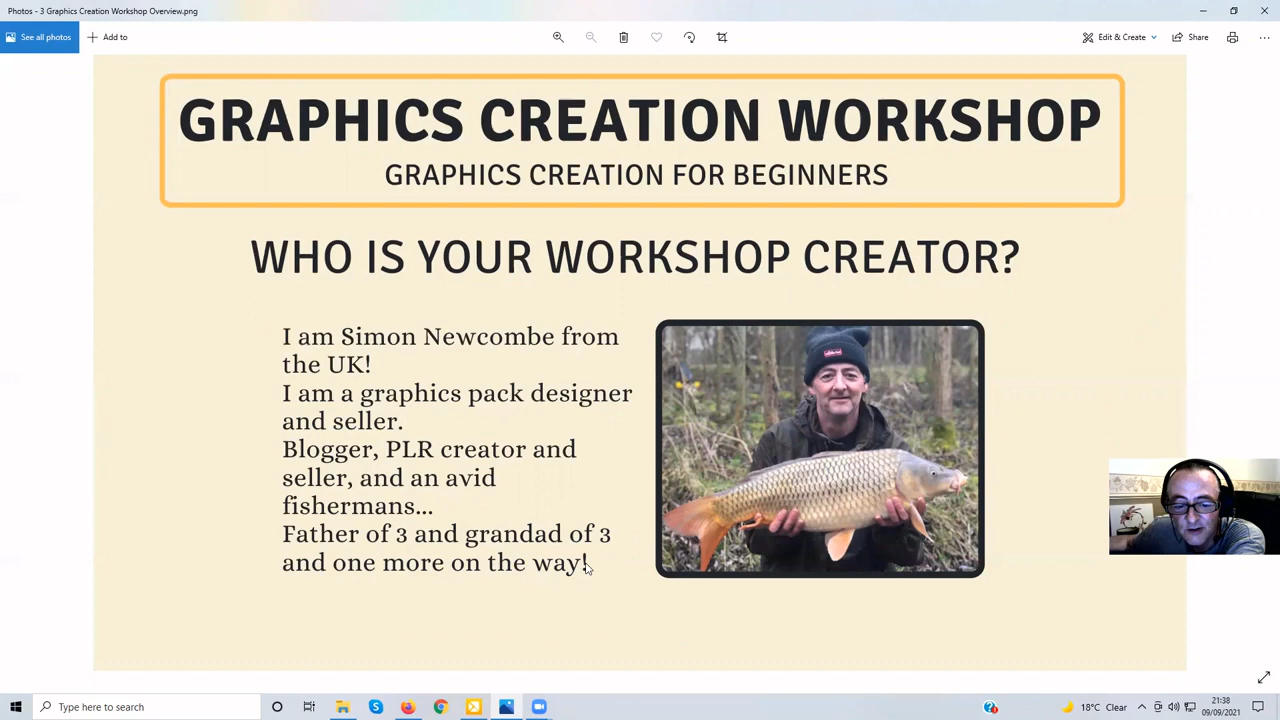 Photos - 3 Graphics Creation Workshop Overview.png
See all photos
Add to
Edit & Create
Share
GRAPHICS CREATION WORKSHOP
GRAPHICS CREATION FOR BEGINNERS
WHO IS YOUR WORKSHOP CREATOR?
I am Simon Newcombe from
the UK!
I am a graphics pack designer
and seller.
Blogger, PLR creator and
seller, and an avid
fishermans...
Father of 3 and grandad of 3
and one more on the way!
Type here to search
18°C Clear
21:38
09/09/2021